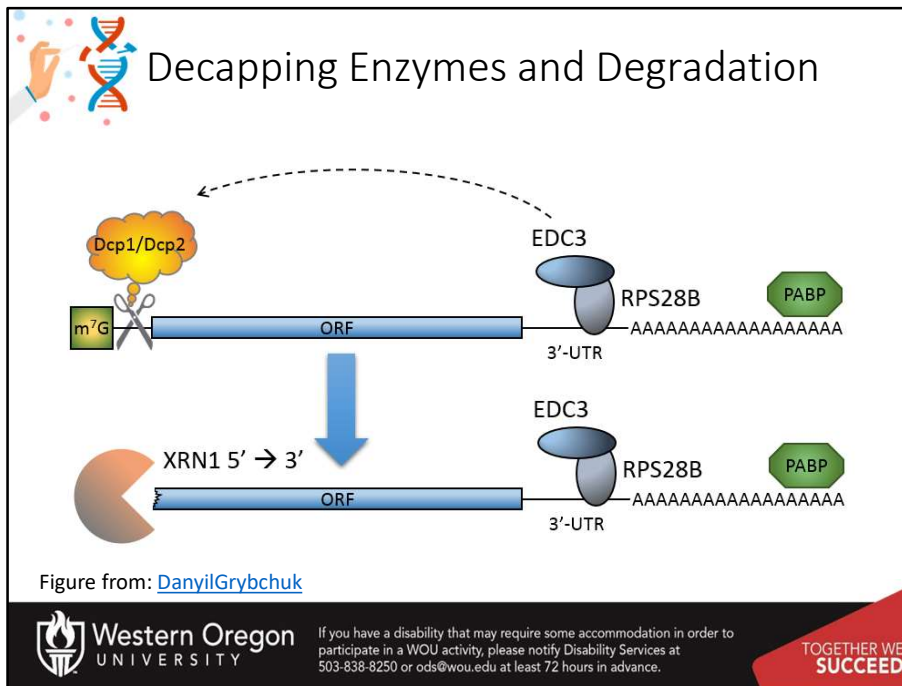 Decapping Enzymes and Degradation
Dcp1/Dcp2
EDC3
RPS28B
PABP
m⁷G
ORF
AAAAAAAAAAAAAAAAAA
3’-UTR
XRN1 5’ → 3’
EDC3
RPS28B
PABP
ORF
AAAAAAAAAAAAAAAAAA
3’-UTR
Figure from: DanyilGrybchuk
Western Oregon
UNIVERSITY
If you have a disability that may require some accommodation in order to
participate in a WOU activity, please notify Disability Services at
503-838-8250 or ods@wou.edu at least 72 hours in advance.
TOGETHER WE
SUCCEED